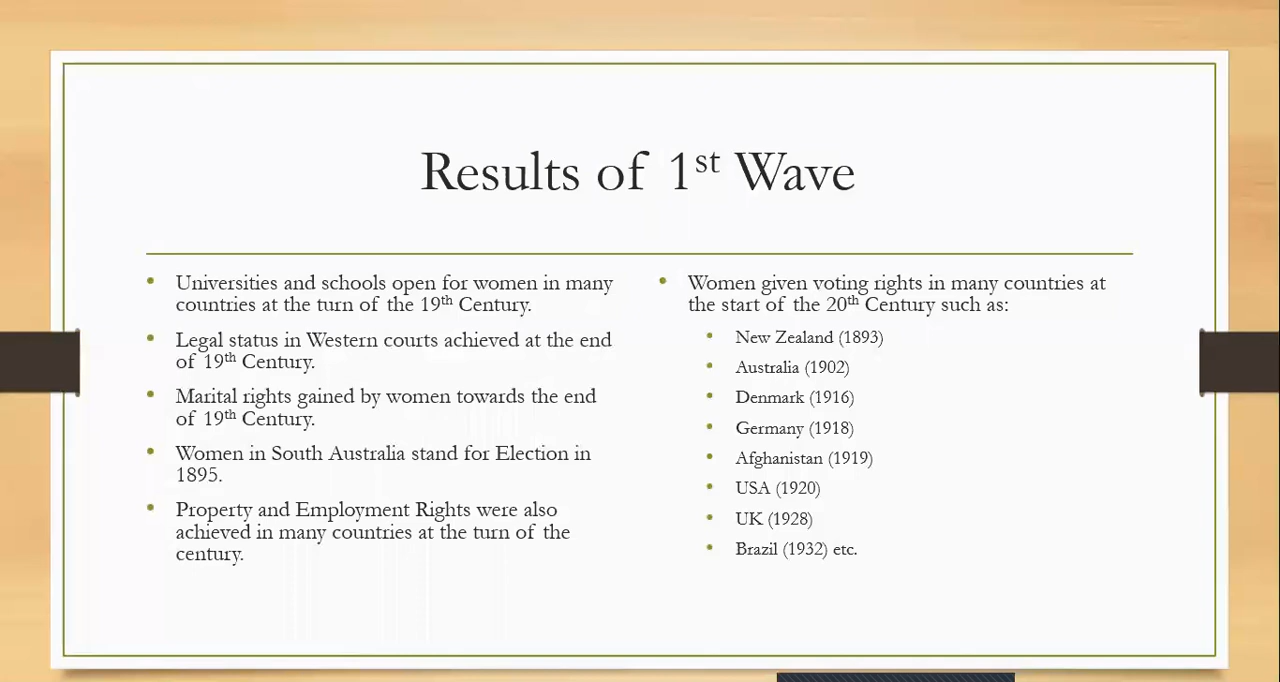 Results of 1st Wave
• Universities and schools open for women in many
countries at the turn of the 19th Century.
• Legal status in Western courts achieved at the end
of 19th Century.
• Marital rights gained by women towards the end
of 19th Century.
• Women in South Australia stand for Election in
1895.
• Property and Employment Rights were also
achieved in many countries at the turn of the
century.
• Women given voting rights in many countries at
the start of the 20th Century such as:
• New Zealand (1893)
• Australia (1902)
• Denmark (1916)
• Germany (1918)
• Afghanistan (1919)
• USA (1920)
• UK (1928)
• Brazil (1932) etc.